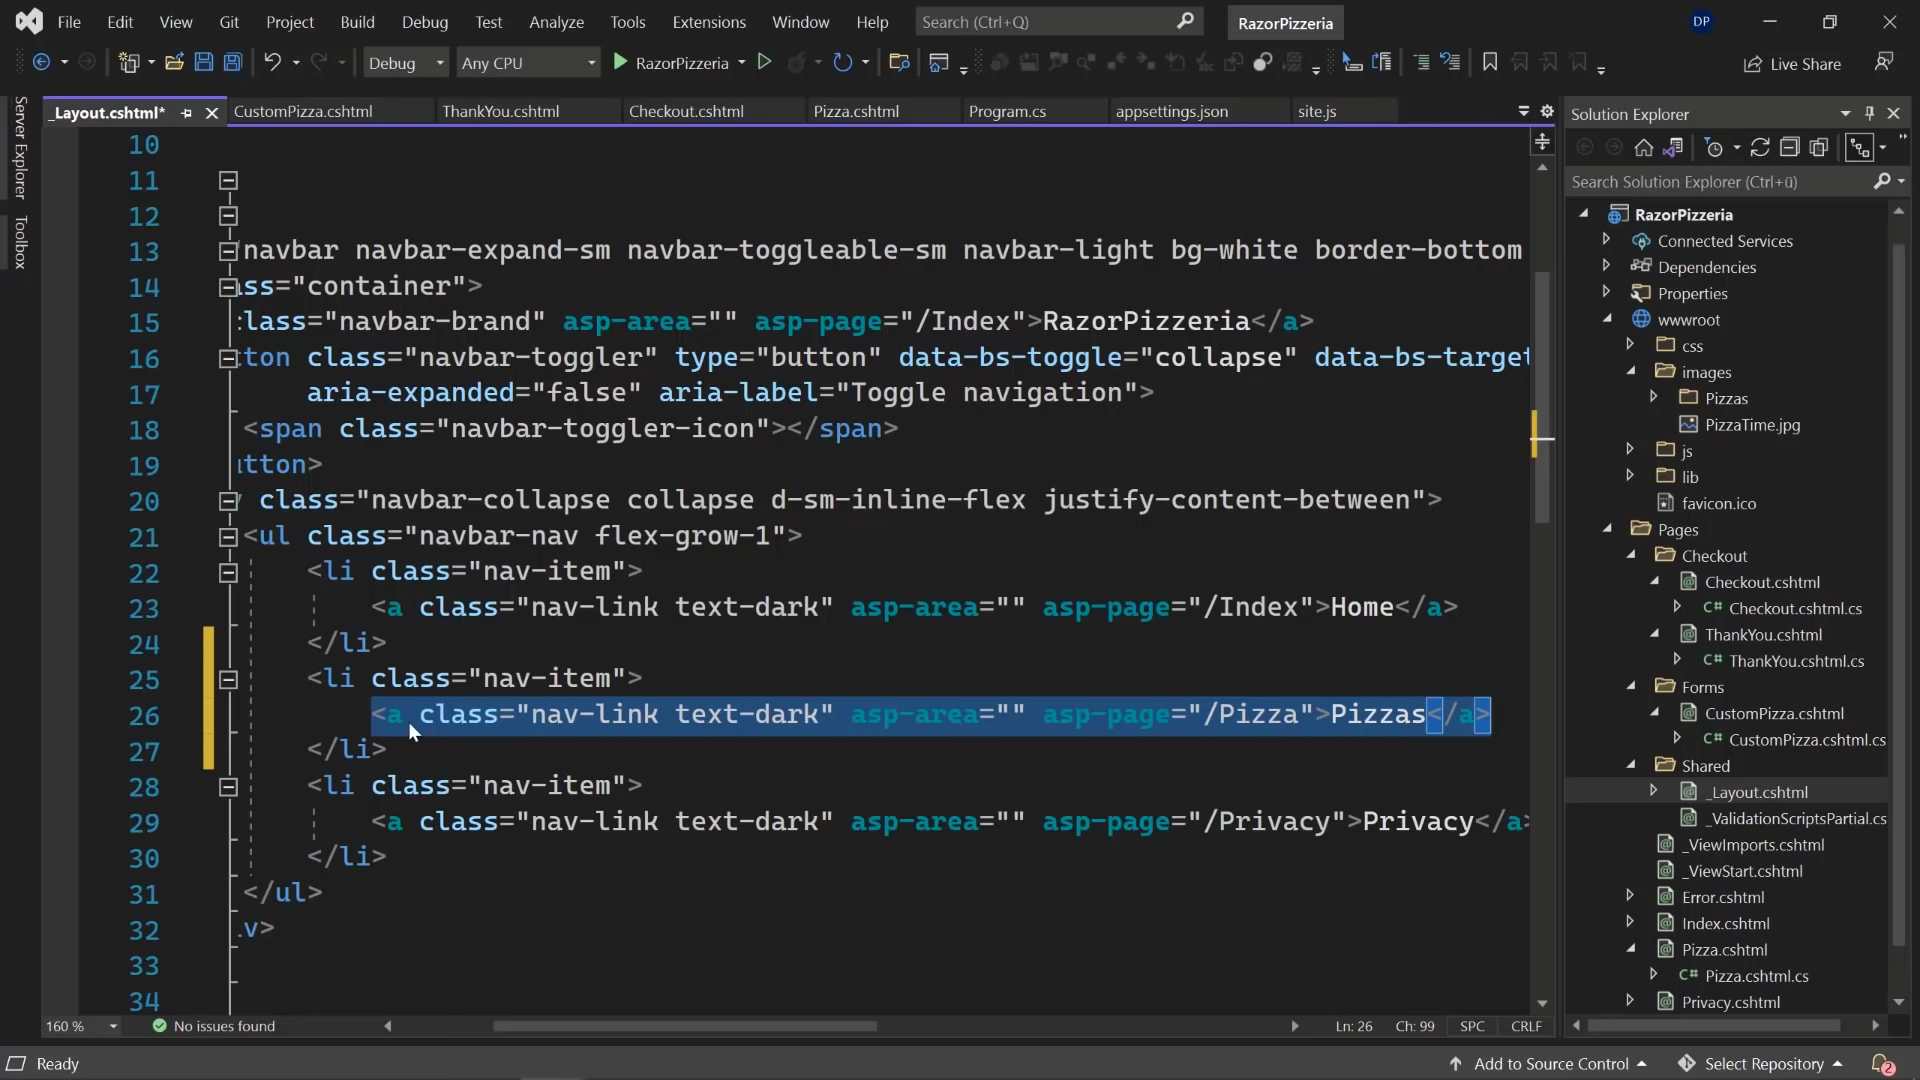 File Edit View Git Project Build Debug Test Analyze Tools Extensions Window Help Search (Ctrl+Q) RazorPizzeria DP
Debug Any CPU RazorPizzeria Live Share
Server Explorer
Toolbox
_Layout.cshtml* CustomPizza.cshtml ThankYou.cshtml Checkout.cshtml Pizza.cshtml Program.cs appsettings.json site.js
10
11
12
13 navbar navbar-expand-sm navbar-toggleable-sm navbar-light bg-white border-bottom
14 ss="container">
15 lass="navbar-brand" asp-area="" asp-page="/Index">RazorPizzeria</a>
16 ton class="navbar-toggler" type="button" data-bs-toggle="collapse" data-bs-target
17 aria-expanded="false" aria-label="Toggle navigation">
18 <span class="navbar-toggler-icon"></span>
19 tton>
20 class="navbar-collapse collapse d-sm-inline-flex justify-content-between">
21 <ul class="navbar-nav flex-grow-1">
22 <li class="nav-item">
23 <a class="nav-link text-dark" asp-area="" asp-page="/Index">Home</a>
24 </li>
25 <li class="nav-item">
26 <a class="nav-link text-dark" asp-area="" asp-page="/Pizza">Pizzas</a>
27 </li>
28 <li class="nav-item">
29 <a class="nav-link text-dark" asp-area="" asp-page="/Privacy">Privacy</a>
30 </li>
31 </ul>
32 v>
33
34
160 % No issues found Ln: 26 Ch: 99 SPC CRLF
Solution Explorer
Search Solution Explorer (Ctrl+ü)
RazorPizzeria
Connected Services
Dependencies
Properties
wwwroot
css
images
Pizzas
PizzaTime.jpg
js
lib
favicon.ico
Pages
Checkout
Checkout.cshtml
C# Checkout.cshtml.cs
ThankYou.cshtml
C# ThankYou.cshtml.cs
Forms
CustomPizza.cshtml
C# CustomPizza.cshtml.cs
Shared
_Layout.cshtml
_ValidationScriptsPartial.cs
_ViewImports.cshtml
_ViewStart.cshtml
Error.cshtml
Index.cshtml
Pizza.cshtml
C# Pizza.cshtml.cs
Privacy.cshtml
Ready Add to Source Control Select Repository 2